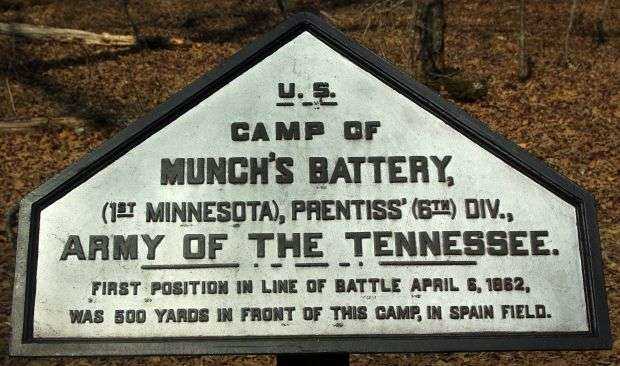 U.S.
CAMP OF
MUNCH'S BATTERY,
(1ST MINNESOTA), PRENTISS' (6TH) DIV.,
ARMY OF THE TENNESSEE.
FIRST POSITION IN LINE OF BATTLE APRIL 6, 1862,
WAS 500 YARDS IN FRONT OF THIS CAMP, IN SPAIN FIELD.